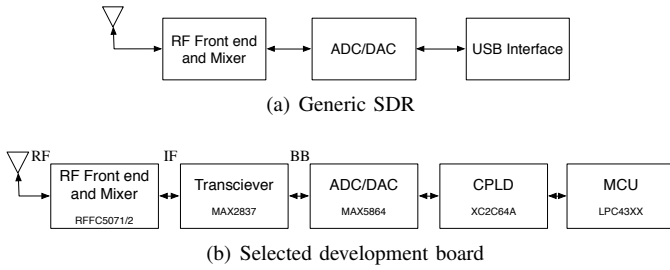 RF Front end
and Mixer
ADC/DAC
USB Interface
(a) Generic SDR
RF
IF
BB
RF Front end
and Mixer
RFFC5071/2
Transciever
MAX2837
ADC/DAC
MAX5864
CPLD
XC2C64A
MCU
LPC43XX
(b) Selected development board